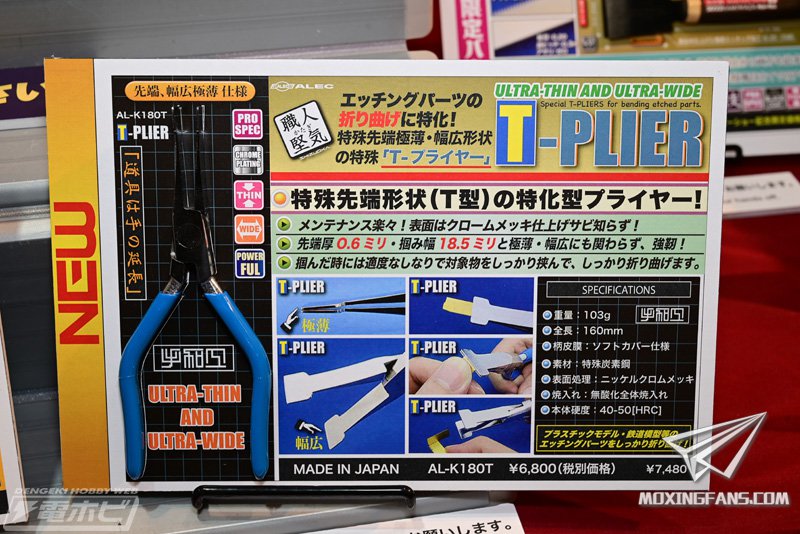 NEW
先端、幅広極薄 仕様
AL-K180T
T-PLIER
「道具は手の延長」
PRO SPEC
CHROME PLATING
THIN
WIDE
POWER FUL
ULTRA-THIN
AND
ULTRA-WIDE
ALEC
職人
かたぎ
堅気
エッチングパーツの
折り曲げに特化!
特殊先端極薄・幅広形状
の特殊「T-プライヤー」
ULTRA-THIN AND ULTRA-WIDE
Special T-PLIERS for bending etched parts.
T-PLIER
特殊先端形状(T型)の特化型プライヤー!
メンテナンス楽々!表面はクロームメッキ仕上げサビ知らず!
先端厚0.6ミリ・掴み幅18.5ミリと極薄・幅広にも関わらず、強靭!
掴んだ時には適度なしなりで対象物をしっかり挟んで、しっかり折り曲げます。
T-PLIER
極薄
T-PLIER
T-PLIER
幅広
T-PLIER
T-PLIER
SPECIFICATIONS
重量:103g
全長:160mm
柄皮膜:ソフトカバー仕様
素材:特殊炭素鋼
表面処理:ニッケルクロムメッキ
焼入れ:無酸化全体焼入れ
本体硬度:40-50[HRC]
プラスチックモデル・鉄道模型等の
エッチングパーツをしっかり折り曲げ!
MADE IN JAPAN
AL-K180T
¥6,800(税別価格)
¥7,480
MOXINGFANS.COM
DENGEKI HOBBY WEB
電ホビ
お願いします。